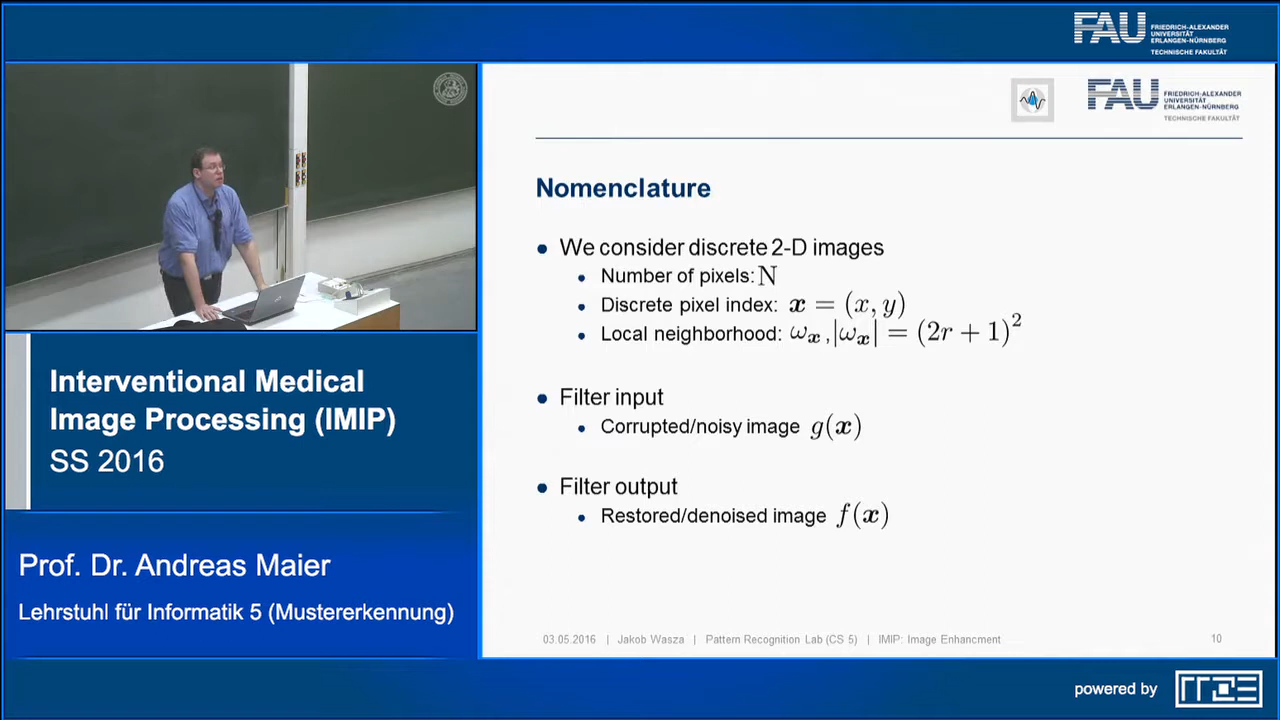 FAU FRIEDRICH-ALEXANDER
UNIVERSITÄT
ERLANGEN-NÜRNBERG
TECHNISCHE FAKULTÄT
FAU FRIEDRICH-ALEXANDER
UNIVERSITÄT
ERLANGEN-NÜRNBERG
TECHNISCHE FAKULTÄT
Nomenclature
• We consider discrete 2-D images
• Number of pixels: N
• Discrete pixel index: x = (x, y)
• Local neighborhood: ωₓ, |ωₓ| = (2r + 1)²
• Filter input
• Corrupted/noisy image g(x)
• Filter output
• Restored/denoised image f(x)
03.05.2016 | Jakob Wasza | Pattern Recognition Lab (CS 5) | IMIP: Image Enhancment 10
Interventional Medical
Image Processing (IMIP)
SS 2016
Prof. Dr. Andreas Maier
Lehrstuhl für Informatik 5 (Mustererkennung)
powered by